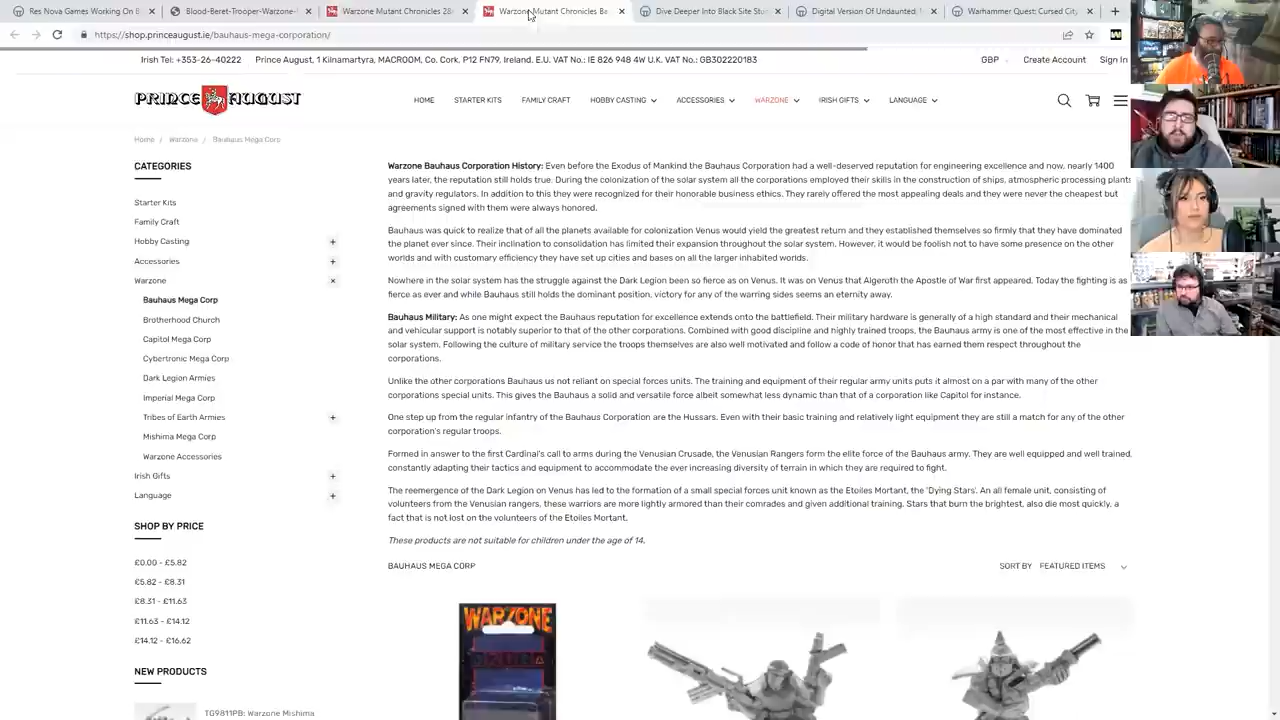 Res Nova Games Working On B
Blood-Beret-Trooper-Warzone-
Warzone Mutant Chronicles 28
Warzone Mutant Chronicles Ba
Dive Deeper Into Black Site Stu
Digital Version Of Undaunted: N
Warhammer Quest: Cursed City
https://shop.princeaugust.ie/bauhaus-mega-corporation/
Irish Tel: +353-26-40222
Prince August, 1 Kilnamartyra, MACROOM, Co. Cork, P12 FN79, Ireland. E.U. VAT No.: IE 826 948 4W U.K. VAT No.: GB302220183
GBP
Create Account
Sign In
PRINCE AUGUST
HOME
STARTER KITS
FAMILY CRAFT
HOBBY CASTING
ACCESSORIES
WARZONE
IRISH GIFTS
LANGUAGE
Home / Warzone / Bauhaus Mega Corp
CATEGORIES
Starter Kits
Family Craft
Hobby Casting +
Accessories +
Warzone ×
Bauhaus Mega Corp
Brotherhood Church
Capitol Mega Corp
Cybertronic Mega Corp
Dark Legion Armies
Imperial Mega Corp
Tribes of Earth Armies +
Mishima Mega Corp
Warzone Accessories
Irish Gifts +
Language +
SHOP BY PRICE
£0.00 - £5.82
£5.82 - £8.31
£8.31 - £11.63
£11.63 - £14.12
£14.12 - £16.62
NEW PRODUCTS
TG9811PB: Warzone Mishima
Warzone Bauhaus Corporation History: Even before the Exodus of Mankind the Bauhaus Corporation had a well-deserved reputation for engineering excellence and now, nearly 1400
years later, the reputation still holds true. During the colonization of the solar system all the corporations employed their skills in the construction of ships, atmospheric processing plants
and gravity regulators. In addition to this they were recognized for their honorable business ethics. They rarely offered the most appealing deals and they were never the cheapest but
agreements signed with them were always honored.
Bauhaus was quick to realize that of all the planets available for colonization Venus would yield the greatest return and they established themselves so firmly that they have dominated
the planet ever since. Their inclination to consolidation has limited their expansion throughout the solar system. However, it would be foolish not to have some presence on the other
worlds and with customary efficiency they have set up cities and bases on all the larger inhabited worlds.
Nowhere in the solar system has the struggle against the Dark Legion been so fierce as on Venus. It was on Venus that Algeroth the Apostle of War first appeared. Today the fighting is as
fierce as ever and while Bauhaus still holds the dominant position, victory for any of the warring sides seems an eternity away.
Bauhaus Military: As one might expect the Bauhaus reputation for excellence extends onto the battlefield. Their military hardware is generally of a high standard and their mechanical
and vehicular support is notably superior to that of the other corporations. Combined with good discipline and highly trained troops, the Bauhaus army is one of the most effective in the
solar system. Following the culture of military service the troops themselves are also well motivated and follow a code of honor that has earned them respect throughout the
corporations.
Unlike the other corporations Bauhaus us not reliant on special forces units. The training and equipment of their regular army units puts it almost on a par with many of the other
corporations special units. This gives the Bauhaus a solid and versatile force albeit somewhat less dynamic than that of a corporation like Capitol for instance.
One step up from the regular infantry of the Bauhaus Corporation are the Hussars. Even with their basic training and relatively light equipment they are still a match for any of the other
corporation's regular troops.
Formed in answer to the first Cardinal's call to arms during the Venusian Crusade, the Venusian Rangers form the elite force of the Bauhaus army. They are well equipped and well trained,
constantly adapting their tactics and equipment to accommodate the ever increasing diversity of terrain in which they are required to fight.
The reemergence of the Dark Legion on Venus has led to the formation of a small special forces unit known as the Etoiles Mortant, the 'Dying Stars'. An all female unit, consisting of
volunteers from the Venusian rangers, these warriors are more lightly armored than their comrades and given additional training. Stars that burn the brightest, also die most quickly, a
fact that is not lost on the volunteers of the Etoiles Mortant.
These products are not suitable for children under the age of 14.
BAUHAUS MEGA CORP
SORT BY FEATURED ITEMS
WARZONE